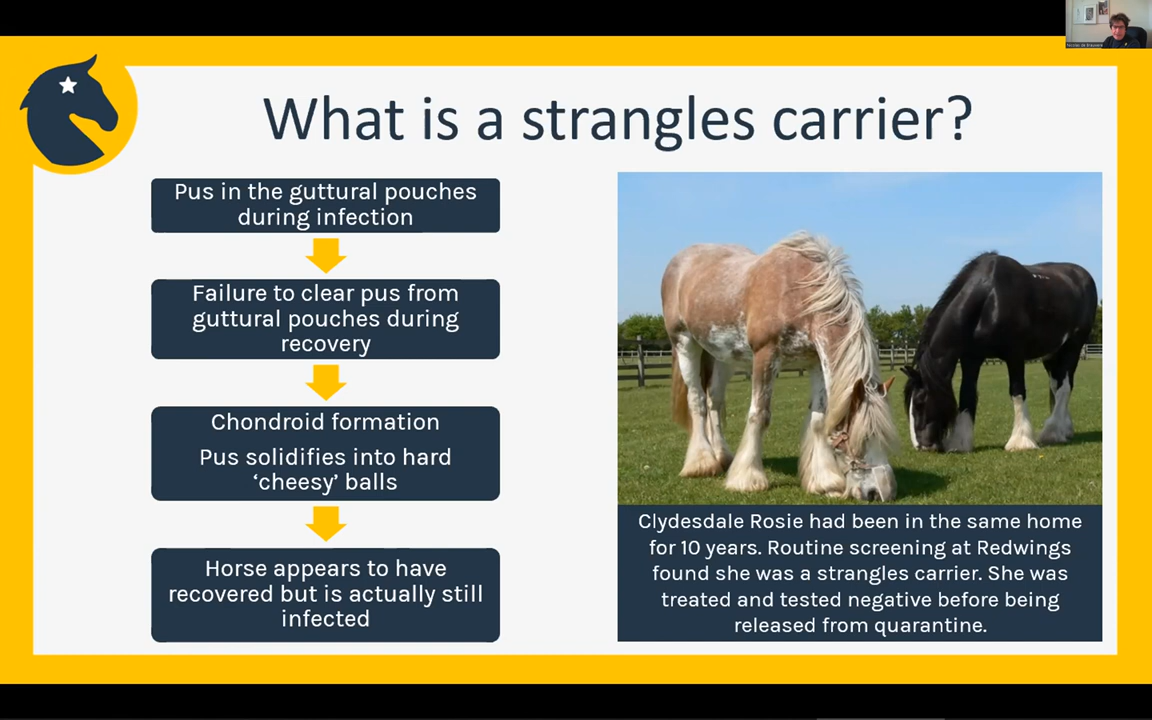 What is a strangles carrier?
Pus in the guttural pouches
during infection
Failure to clear pus from
guttural pouches during
recovery
Chondroid formation
Pus solidifies into hard
‘cheesy’ balls
Horse appears to have
recovered but is actually still
infected
Clydesdale Rosie had been in the same home
for 10 years. Routine screening at Redwings
found she was a strangles carrier. She was
treated and tested negative before being
released from quarantine.